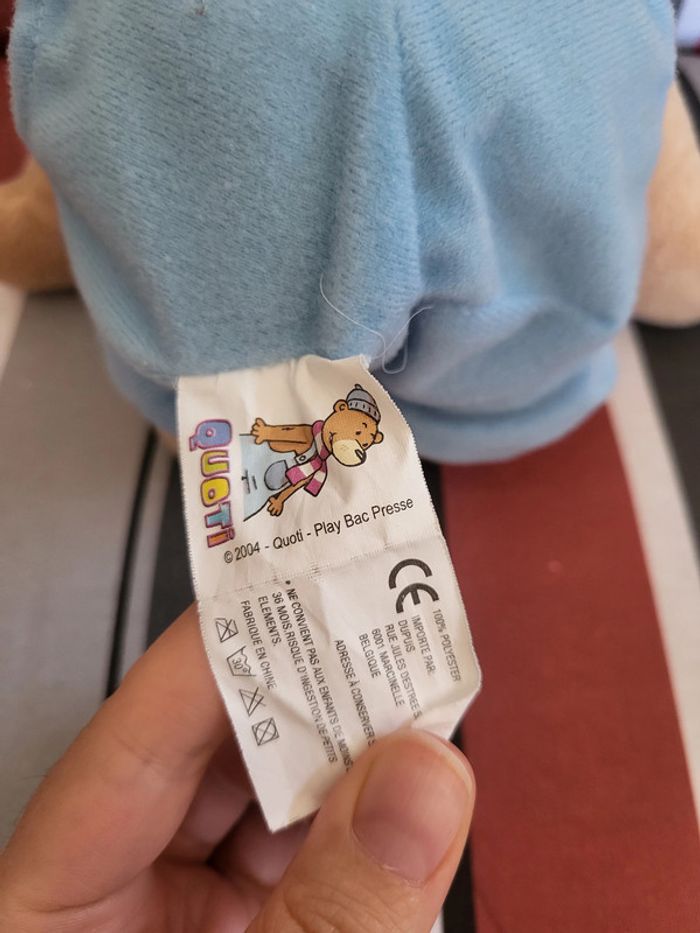 QUOTi
© 2004 - Quoti - Play Bac Presse
CE
100% POLYESTER
IMPORTE PAR:
DUPUIS
RUE JULES DESTREE
6001 MARCINELLE
BELGIQUE
ADRESSE À CONSERVER
* NE CONVIENT PAS AUX ENFANTS DE MOINS
36 MOIS. RISQUE D'INGESTION DE PETITS
ELEMENTS.
FABRIQUE EN CHINE
30°